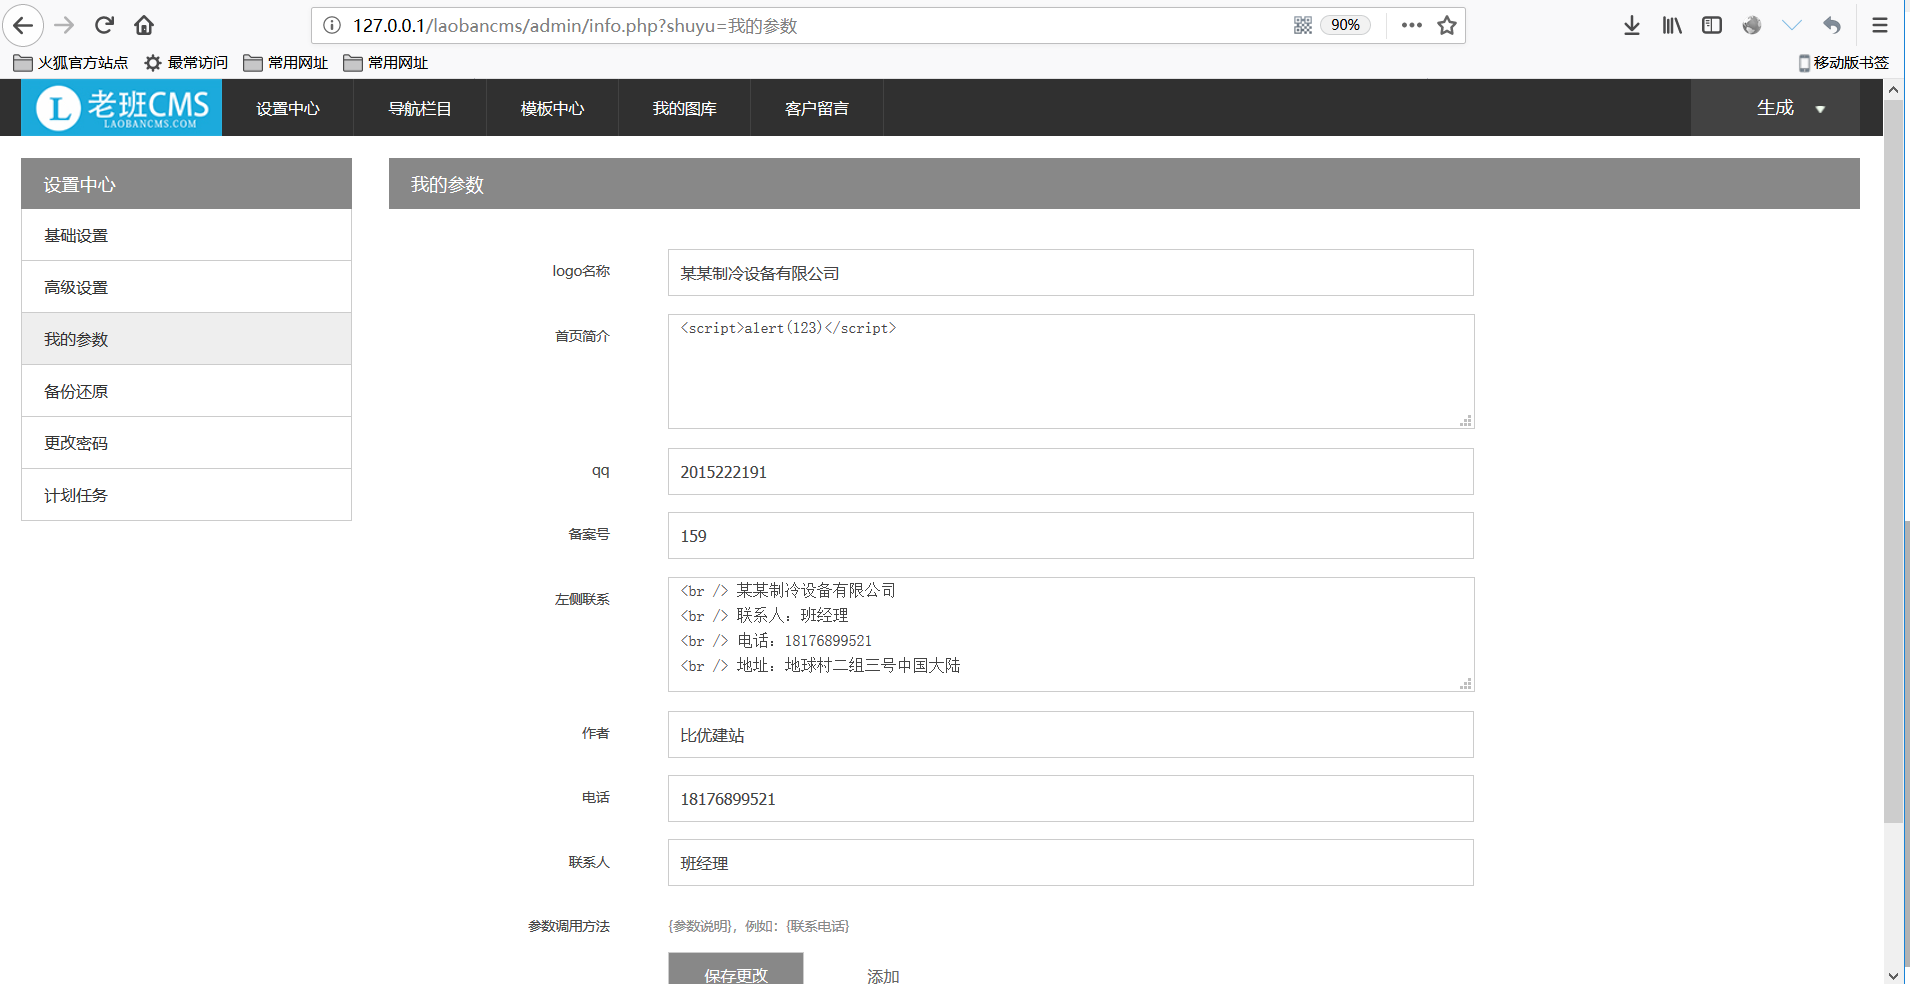 127.0.0.1/laobancms/admin/info.php?shuyu=我的参数
90%
火狐官方站点 最常访问 常用网址 常用网址 移动版书签
L 老班CMS
LAOBANCMS.COM
设置中心 导航栏目 模板中心 我的图库 客户留言 生成
设置中心
基础设置
高级设置
我的参数
备份还原
更改密码
计划任务
我的参数
logo名称 某某制冷设备有限公司
首页简介 <script>alert(123)</script>
qq 2015222191
备案号 159
左侧联系 <br /> 某某制冷设备有限公司
<br /> 联系人：班经理
<br /> 电话：18176899521
<br /> 地址：地球村二组三号中国大陆
作者 比优建站
电话 18176899521
联系人 班经理
参数调用方法 {参数说明}，例如：{联系电话}
保存更改 添加